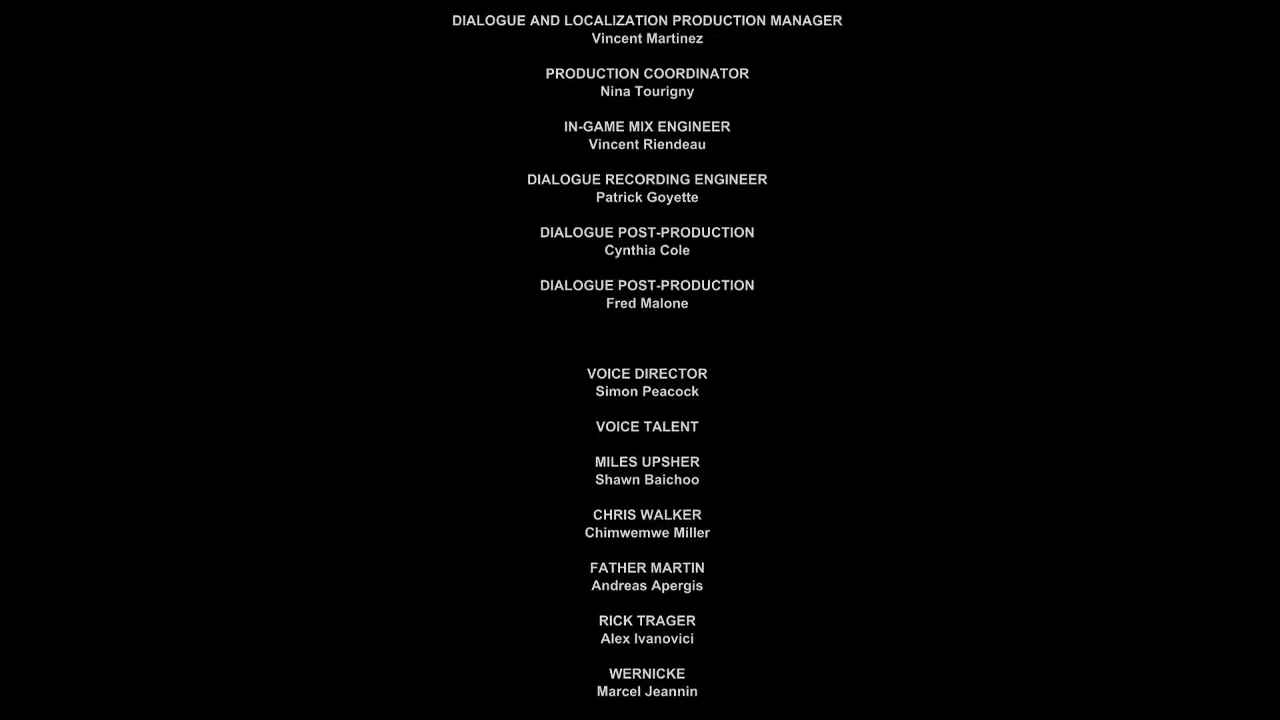 DIALOGUE AND LOCALIZATION PRODUCTION MANAGER
Vincent Martinez
PRODUCTION COORDINATOR
Nina Tourigny
IN-GAME MIX ENGINEER
Vincent Riendeau
DIALOGUE RECORDING ENGINEER
Patrick Goyette
DIALOGUE POST-PRODUCTION
Cynthia Cole
DIALOGUE POST-PRODUCTION
Fred Malone
VOICE DIRECTOR
Simon Peacock
VOICE TALENT
MILES UPSHER
Shawn Baichoo
CHRIS WALKER
Chimwemwe Miller
FATHER MARTIN
Andreas Apergis
RICK TRAGER
Alex Ivanovici
WERNICKE
Marcel Jeannin